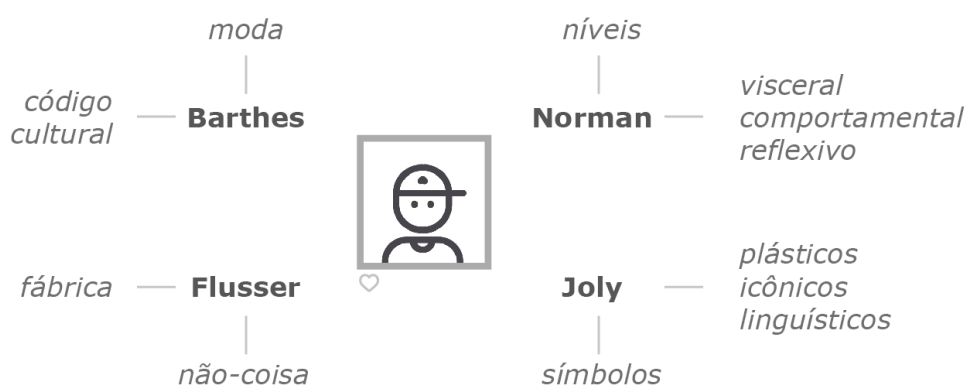 moda
código
cultural
Barthes
níveis
Norman
visceral
comportamental
reflexivo
fábrica
Flusser
não-coisa
Joly
plásticos
icônicos
linguísticos
símbolos